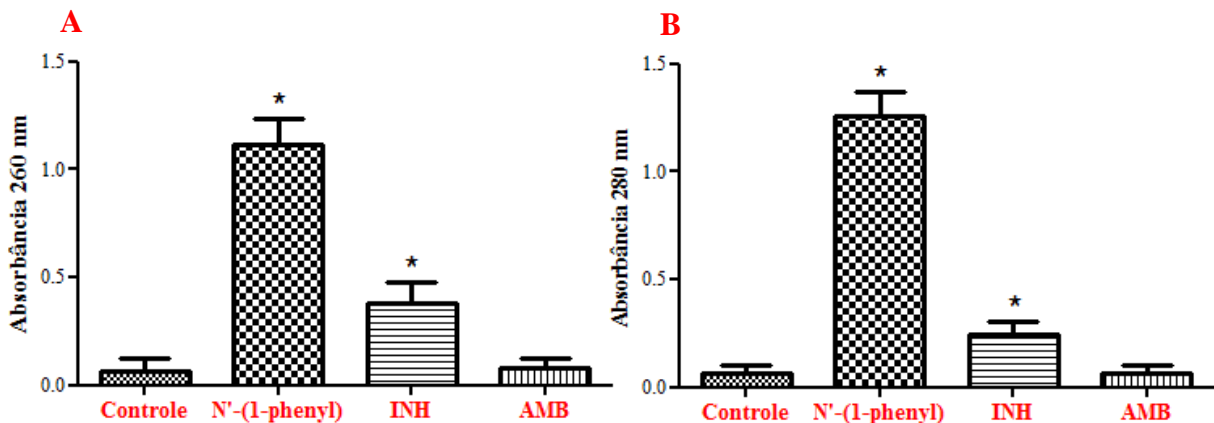 A
Absorbância 260 nm
1.5
1.0
0.5
0.0
*
*
Controle N'-(1-phenyl) INH AMB
B
Absorbância 280 nm
1.5
1.0
0.5
0.0
*
*
Controle N'-(1-phenyl) INH AMB